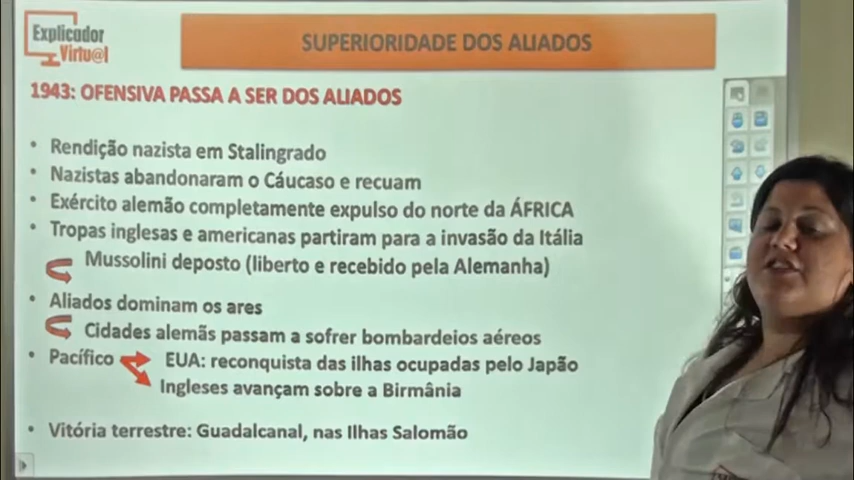 Explicador
Virtu@l
SUPERIORIDADE DOS ALIADOS
1943: OFENSIVA PASSA A SER DOS ALIADOS
• Rendição nazista em Stalingrado
• Nazistas abandonaram o Cáucaso e recuam
• Exército alemão completamente expulso do norte da ÁFRICA
• Tropas inglesas e americanas partiram para a invasão da Itália
Mussolini deposto (liberto e recebido pela Alemanha)
• Aliados dominam os ares
Cidades alemãs passam a sofrer bombardeios aéreos
• Pacífico EUA: reconquista das ilhas ocupadas pelo Japão
Ingleses avançam sobre a Birmânia
• Vitória terrestre: Guadalcanal, nas Ilhas Salomão